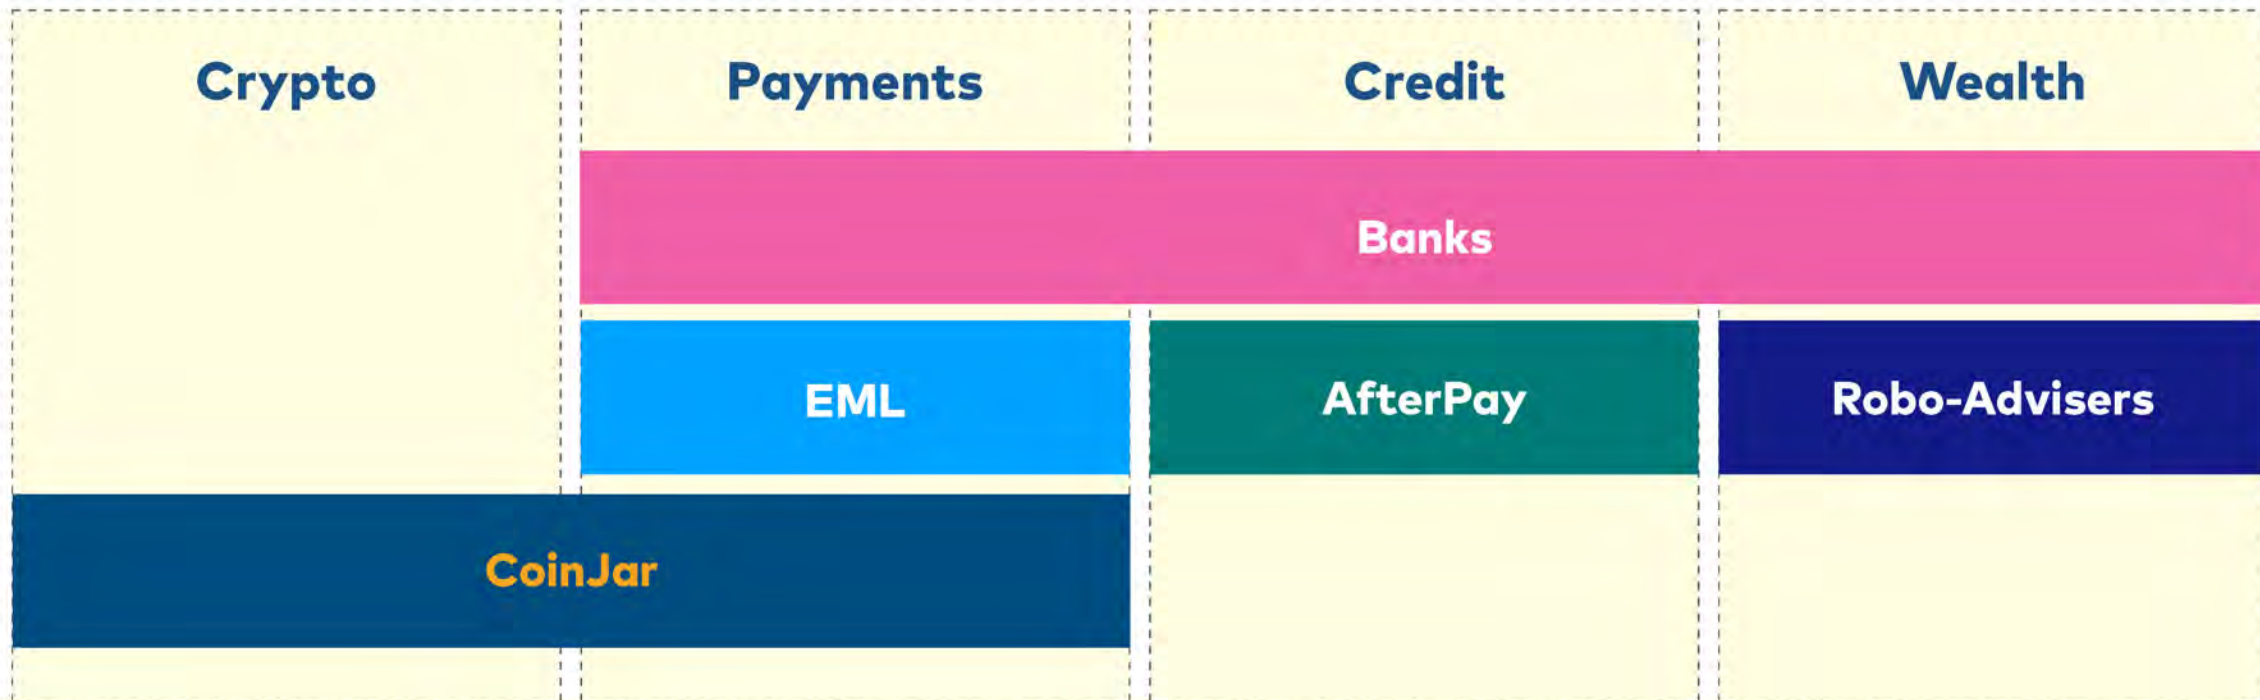 Crypto
Payments
Credit
Wealth
Banks
EML
AfterPay
Robo-Advisers
CoinJar